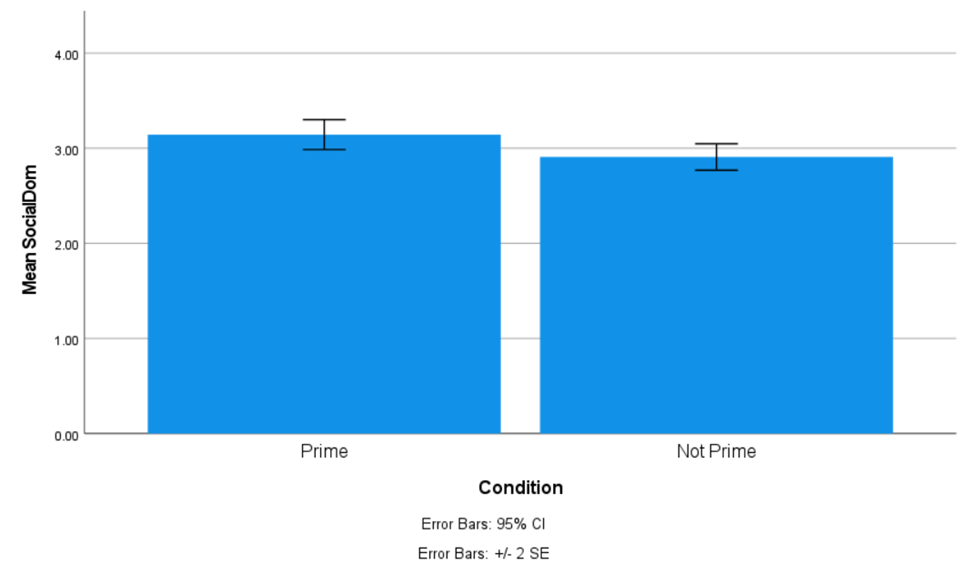 Mean SocialDom
4.00
3.00
2.00
1.00
0.00
Prime
Not Prime
Condition
Error Bars: 95% CI
Error Bars: +/- 2 SE